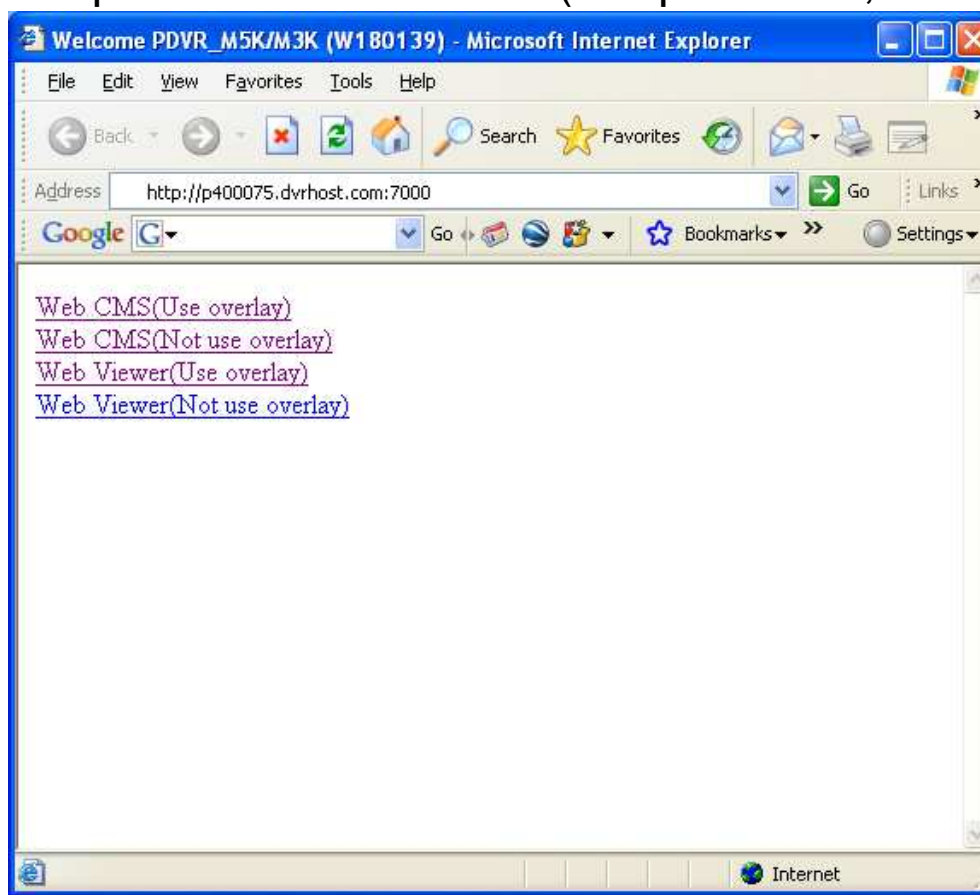 Welcome PDVR_M5K/M3K (W180139) - Microsoft Internet Explorer
File Edit View Favorites Tools Help
Back Search Favorites
Address http://p400075.dvrhost.com:7000 Go Links »
Google G Go Bookmarks » Settings
Web CMS(Use overlay)
Web CMS(Not use overlay)
Web Viewer(Use overlay)
Web Viewer(Not use overlay)
Internet